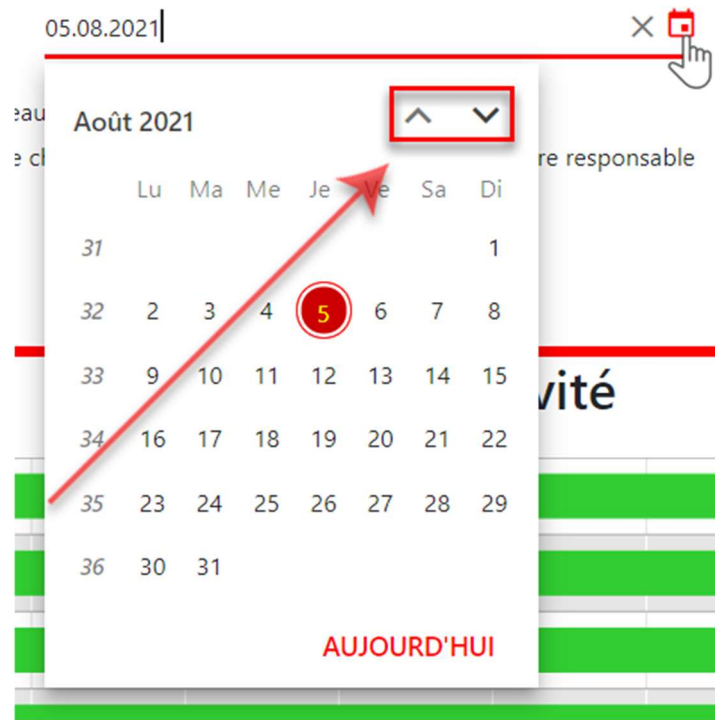 05.08.2021
eau
Août 2021
e cl
re responsable
Lu Ma Me Je Ve Sa Di
31 1
32 2 3 4 5 6 7 8
33 9 10 11 12 13 14 15
vité
34 16 17 18 19 20 21 22
35 23 24 25 26 27 28 29
36 30 31
AUJOURD'HUI